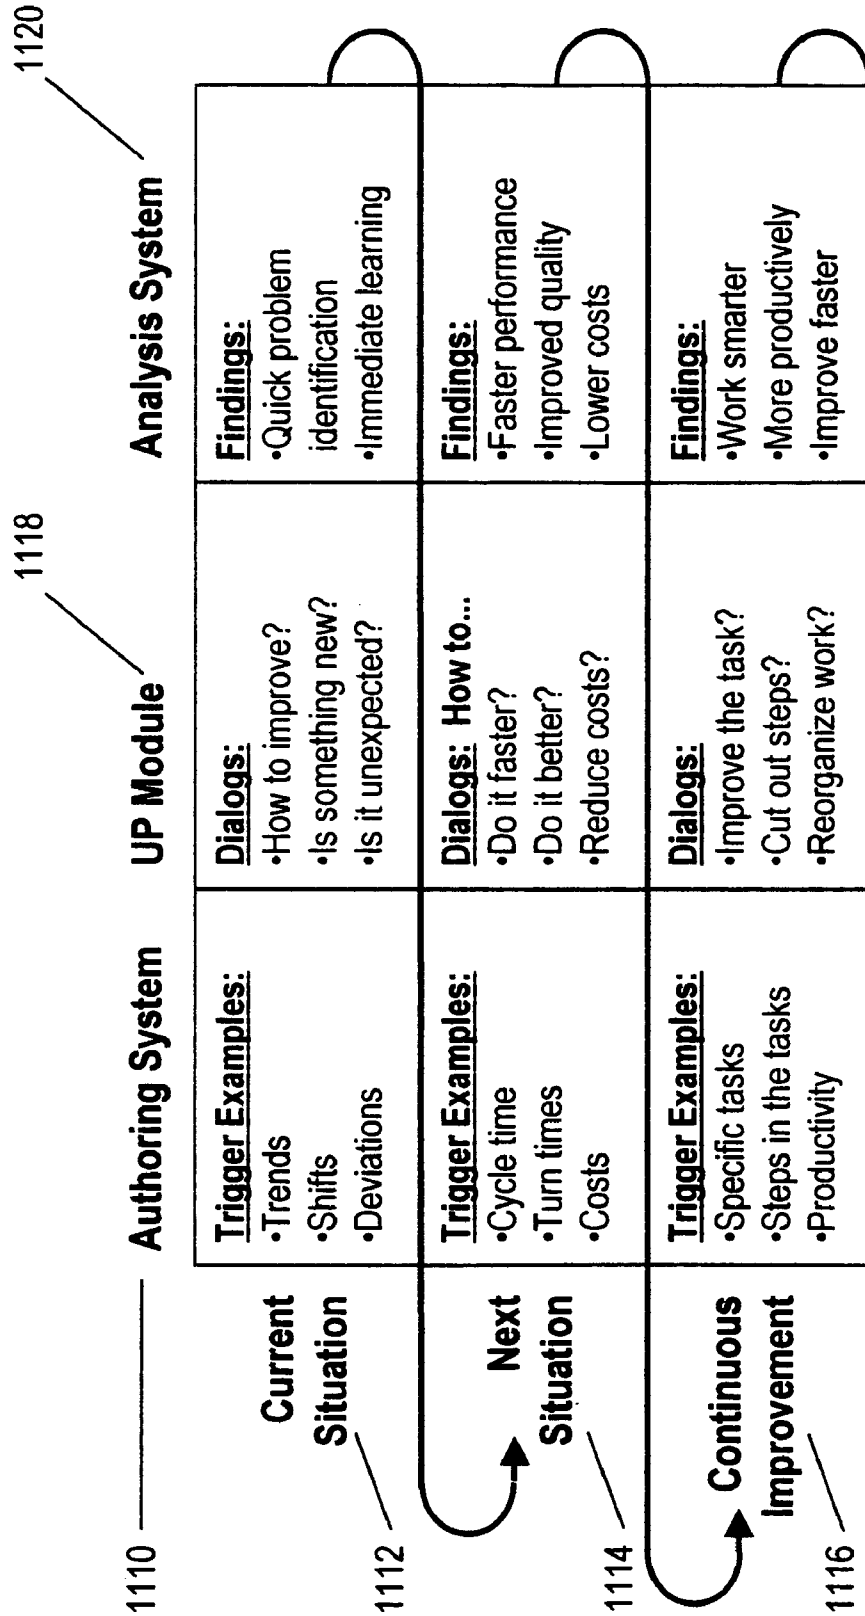 1110
Authoring System
UP Module
1118
Analysis System
1120
Current
Situation
1112
Trigger Examples:
•Trends
•Shifts
•Deviations
Dialogs:
•How to improve?
•Is something new?
•Is it unexpected?
Findings:
•Quick problem
identification
•Immediate learning
Next
Situation
1114
Trigger Examples:
•Cycle time
•Turn times
•Costs
Dialogs: How to...
•Do it faster?
•Do it better?
•Reduce costs?
Findings:
•Faster performance
•Improved quality
•Lower costs
Continuous
Improvement
1116
Trigger Examples:
•Specific tasks
•Steps in the tasks
•Productivity
Dialogs:
•Improve the task?
•Cut out steps?
•Reorganize work?
Findings:
•Work smarter
•More productively
•Improve faster